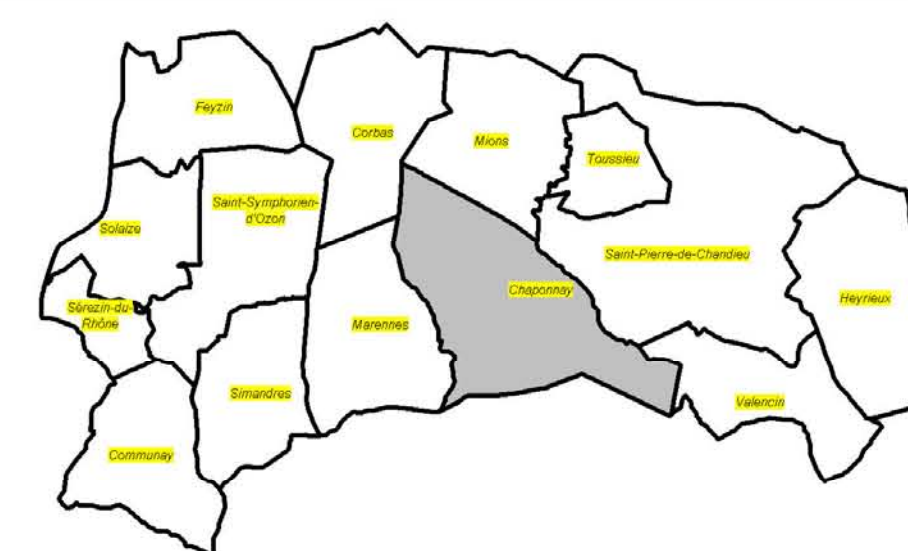 Feyzin
Corbas
Mions
Toussieu
Saint-Symphorien-
d'Ozon
Solaize
Saint-Pierre-de-Chandieu
Chaponnay
Heyrieux
Sérezin-du-
Rhône
Marennes
Simandres
Valencin
Communay